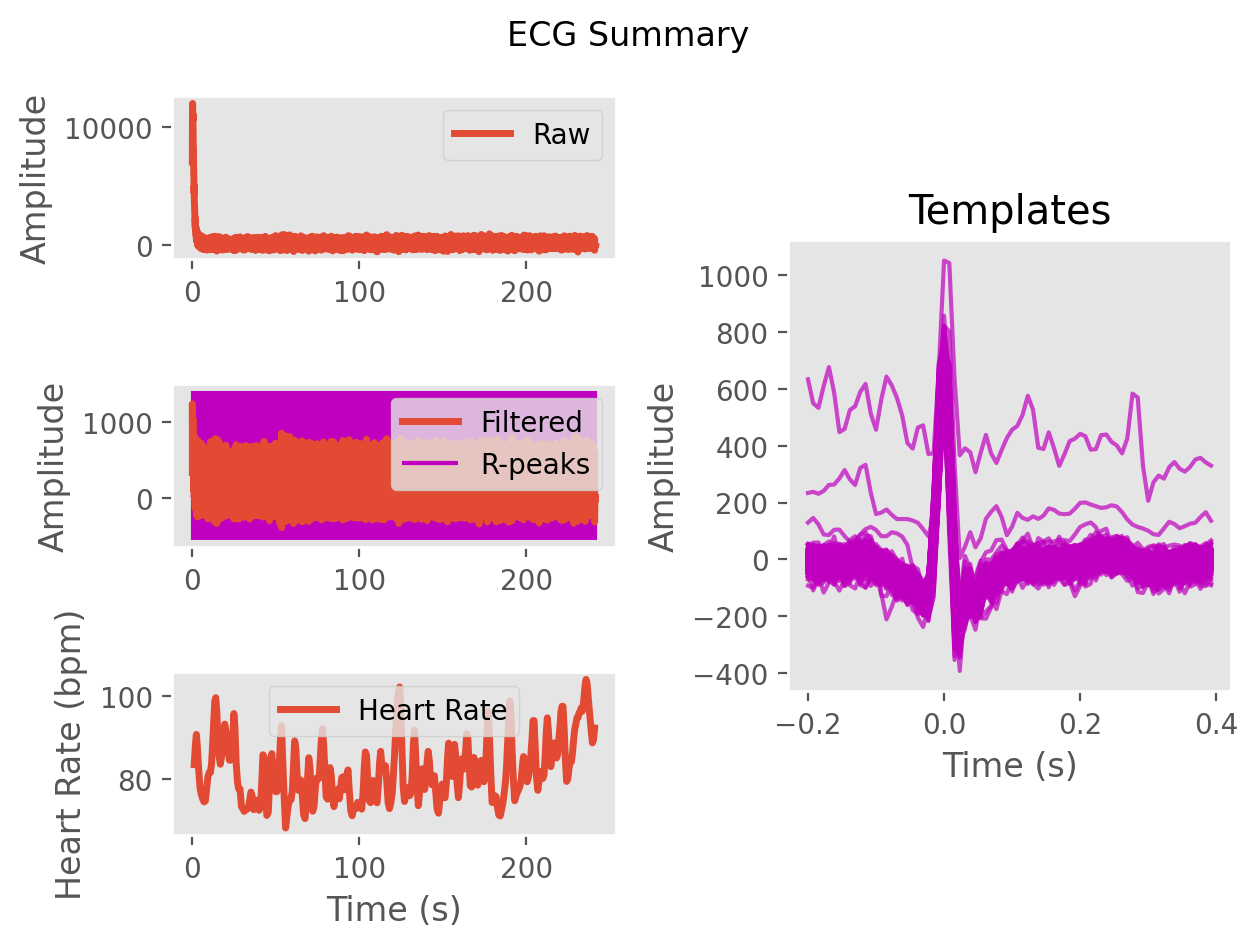 ECG Summary
Amplitude
10000
0
Raw
0 100 200
Amplitude
1000
0
Filtered
R-peaks
0 100 200
Heart Rate (bpm)
100
80
Heart Rate
0 100 200
Time (s)
Templates
Amplitude
1000
800
600
400
200
0
−200
−400
−0.2 0.0 0.2 0.4
Time (s)